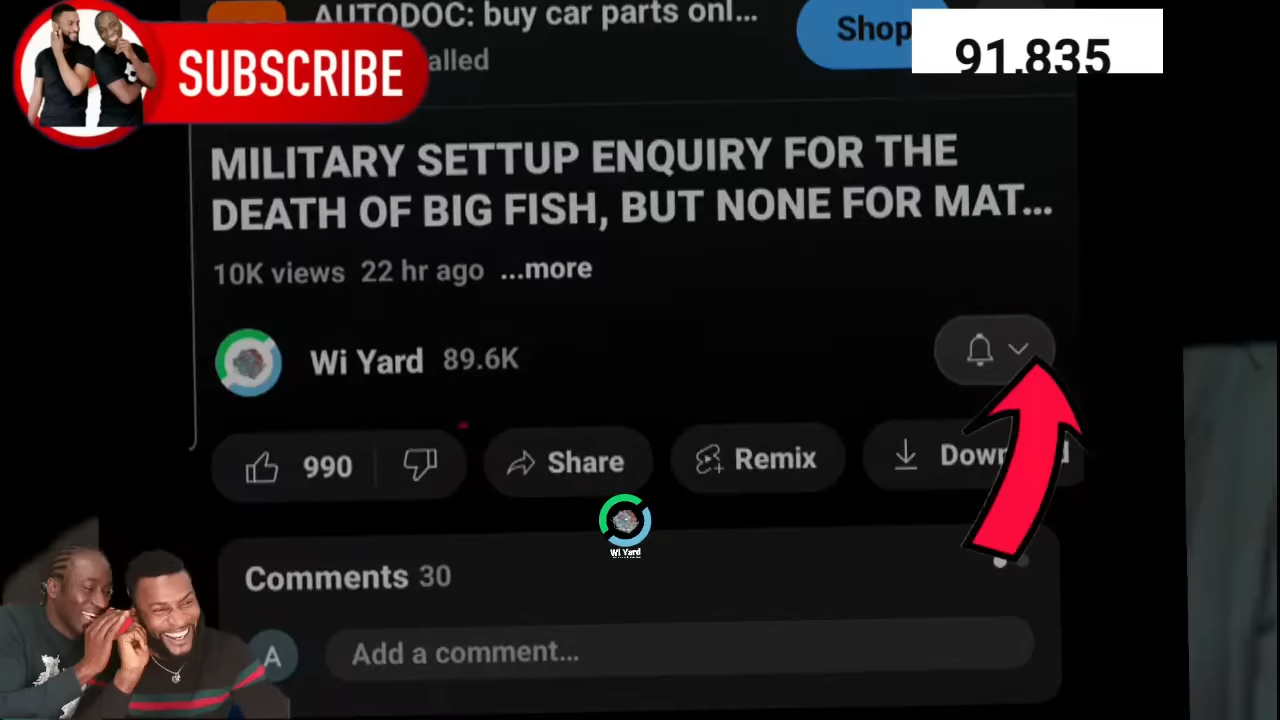 AUTODOC: buy car parts onl...
alled
Shop
91,835
SUBSCRIBE
MILITARY SETTUP ENQUIRY FOR THE
DEATH OF BIG FISH, BUT NONE FOR MAT...
10K views 22 hr ago ...more
Wi Yard 89.6K
990
Share
Remix
Dow
Wi Yard
Comments 30
A
Add a comment...